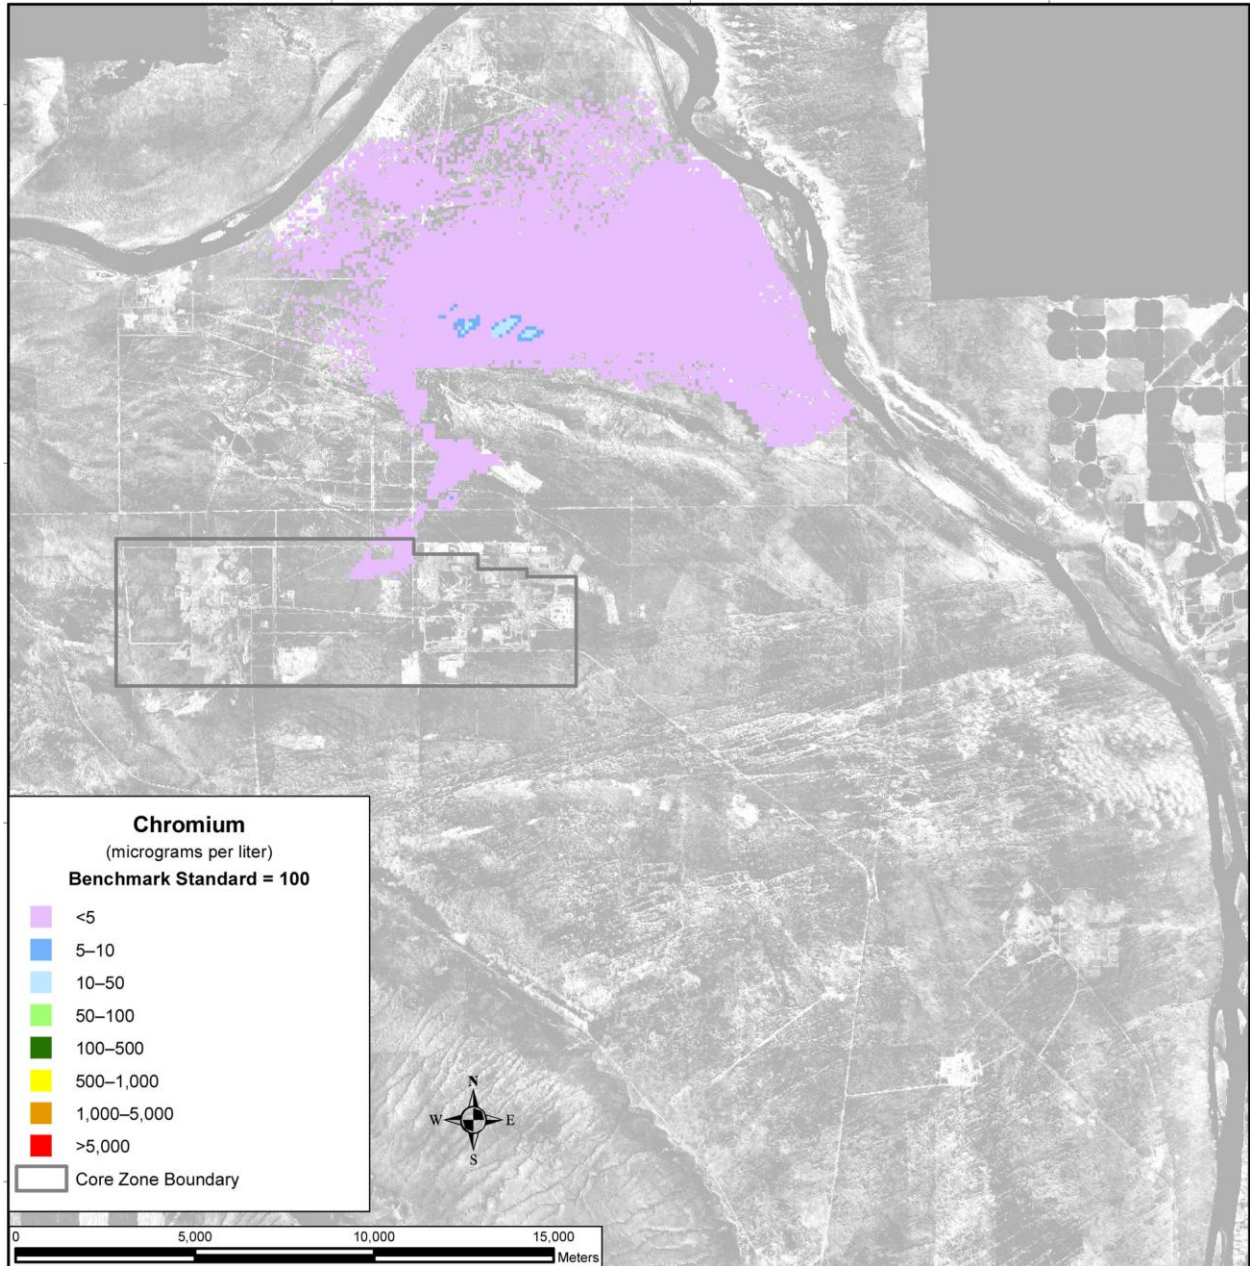 Chromium
(micrograms per liter)
Benchmark Standard = 100
<5
5–10
10–50
50–100
100–500
500–1,000
1,000–5,000
>5,000
Core Zone Boundary
N
W E
S
0 5,000 10,000 15,000
Meters